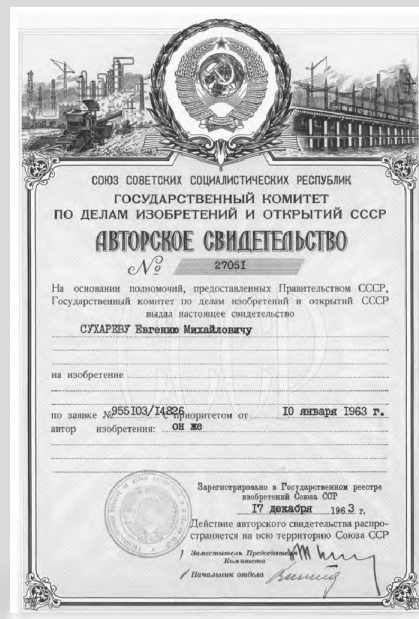 СОЮЗ СОВЕТСКИХ СОЦИАЛИСТИЧЕСКИХ РЕСПУБЛИК
ГОСУДАРСТВЕННЫЙ КОМИТЕТ
ПО ДЕЛАМ ИЗОБРЕТЕНИЙ И ОТКРЫТИЙ СССР
АВТОРСКОЕ СВИДЕТЕЛЬСТВО
№ 27051
На основании полномочий, предоставленных Правительством СССР,
Государственный комитет по делам изобретений и открытий СССР
выдал настоящее свидетельство
СУХАРЕВУ Евгению Михайловичу
на изобретение
по заявке № 955103/14826 с приоритетом от 10 января 1963 г.
автор изобретения: он же
Зарегистрировано в Государственном реестре
изобретений Союза ССР
17 декабря 1963 г.
Действие авторского свидетельства распро-
страняется на всю территорию Союза ССР
Заместитель Председателя
Комитета
Начальник отдела